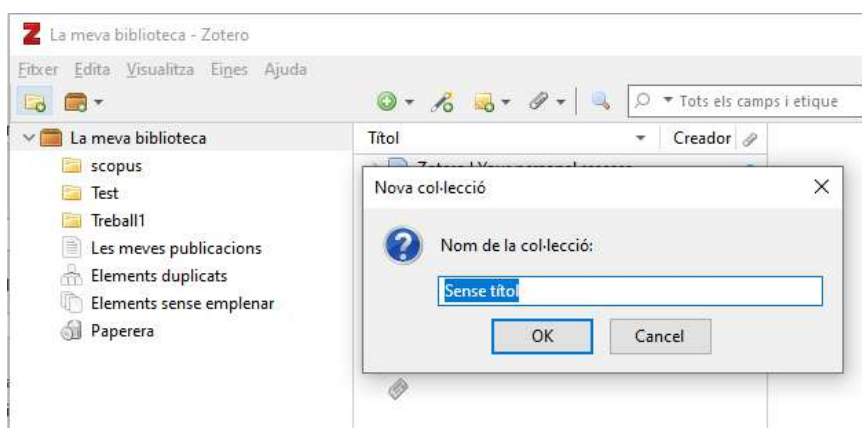 La meva biblioteca - Zotero
Fitxer Edita Visualitza Eines Ajuda
Tots els camps i etique
La meva biblioteca
scopus
Test
Treball1
Les meves publicacions
Elements duplicats
Elements sense emplenar
Paperera
Títol Creador
Nova col·lecció
Nom de la col·lecció:
Sense títol
OK Cancel